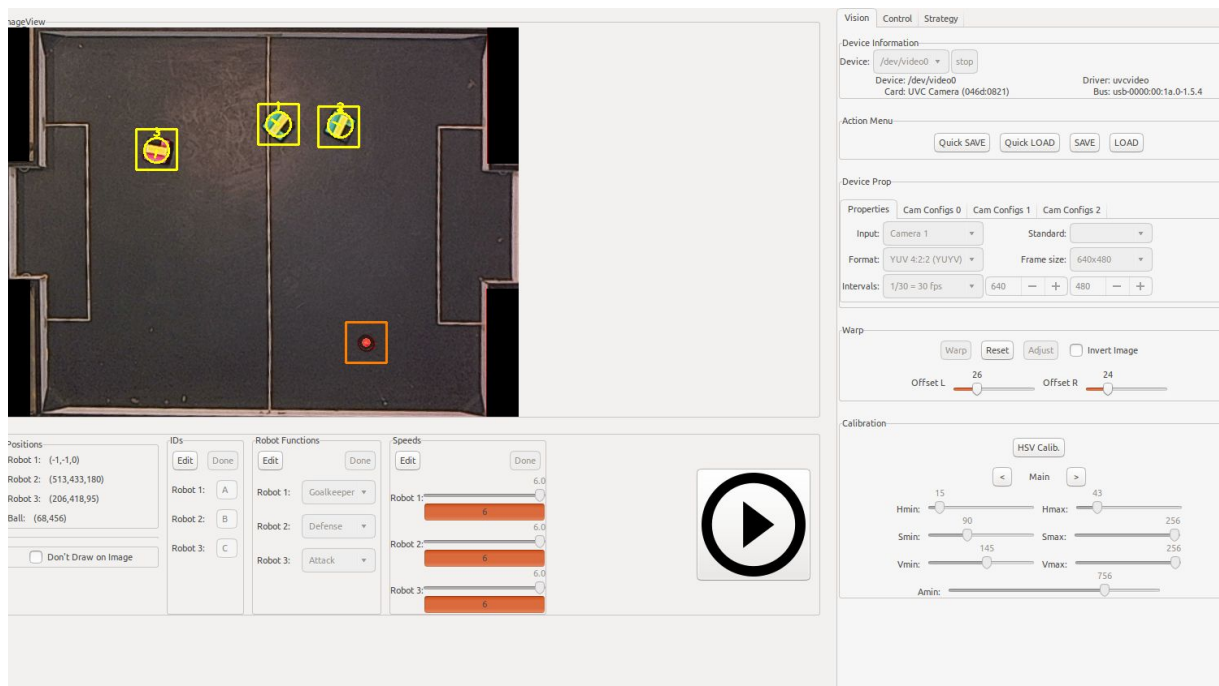 ImageView
3
1
2
Positions
Robot 1: (-1,-1,0)
Robot 2: (513,433,180)
Robot 3: (206,418,95)
Ball: (68,456)
Don't Draw on Image
IDs
Edit Done
Robot 1: A
Robot 2: B
Robot 3: C
Robot Functions
Edit Done
Robot 1: Goalkeeper
Robot 2: Defense
Robot 3: Attack
Speeds
Edit Done
6.0
Robot 1:
6
6.0
Robot 2:
6
6.0
Robot 3:
6
Vision Control Strategy
Device Information
Device: /dev/video0 stop
Device: /dev/video0 Driver: uvcvideo
Card: UVC Camera (046d:0821) Bus: usb-0000:00:1a.0-1.5.4
Action Menu
Quick SAVE Quick LOAD SAVE LOAD
Device Prop
Properties Cam Configs 0 Cam Configs 1 Cam Configs 2
Input: Camera 1 Standard:
Format: YUV 4:2:2 (YUYV) Frame size: 640x480
Intervals: 1/30 = 30 fps 640 − + 480 − +
Warp
Warp Reset Adjust Invert Image
26 24
Offset L Offset R
Calibration
HSV Calib.
< Main >
15 43
Hmin: Hmax:
90 256
Smin: Smax:
145 256
Vmin: Vmax:
756
Amin: